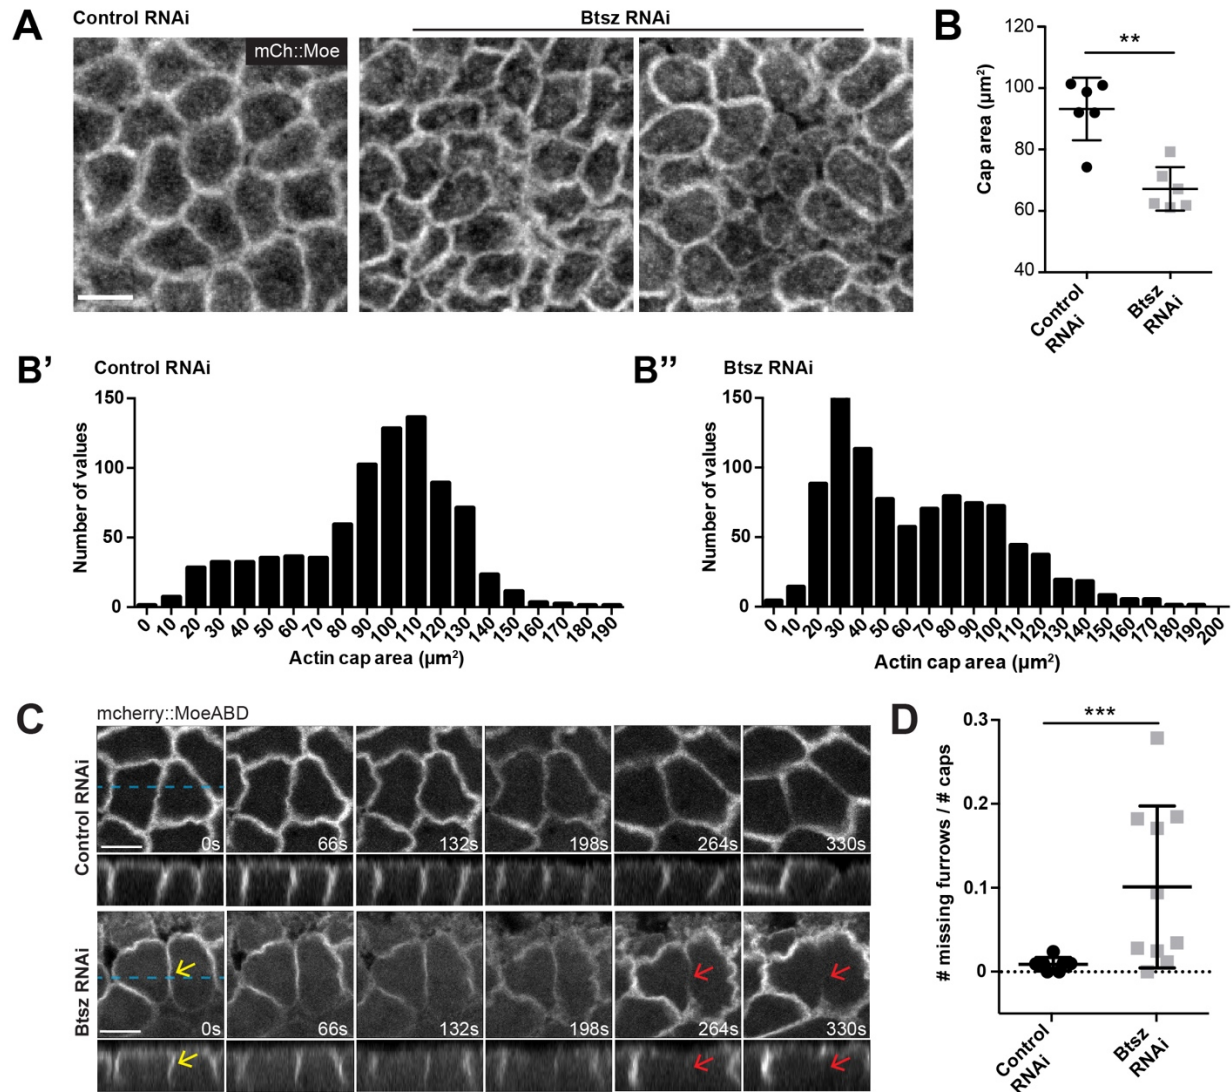 A
Control RNAi
Btsz RNAi
mCh::Moe
B
**
Cap area (µm²)
120
100
80
60
40
Control RNAi
Btsz RNAi
B’
Control RNAi
Number of values
150
100
50
0
0 10 20 30 40 50 60 70 80 90 100 110 120 130 140 150 160 170 180 190
Actin cap area (µm²)
B”
Btsz RNAi
Number of values
150
100
50
0
0 10 20 30 40 50 60 70 80 90 100 110 120 130 140 150 160 170 180 190 200
Actin cap area (µm²)
C
mcherry::MoeABD
Control RNAi
0s 66s 132s 198s 264s 330s
Btsz RNAi
0s 66s 132s 198s 264s 330s
D
***
# missing furrows / # caps
0.3
0.2
0.1
0
Control RNAi
Btsz RNAi